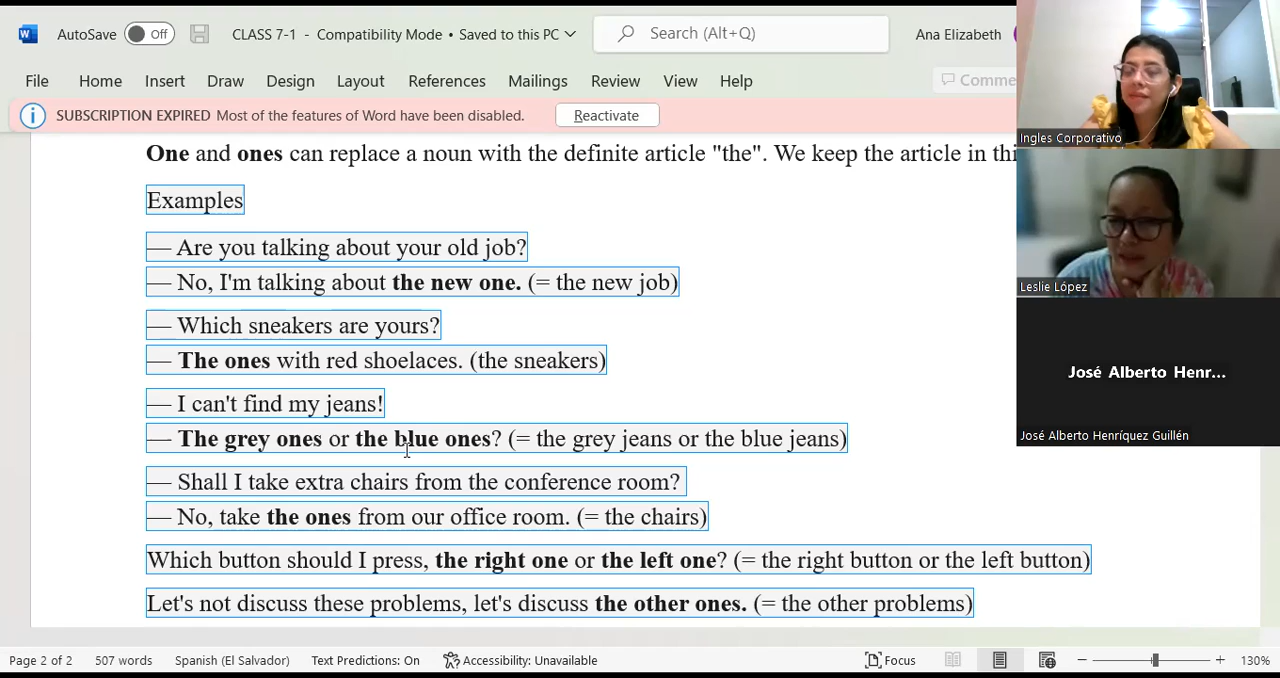 AutoSave Off CLASS 7-1 - Compatibility Mode • Saved to this PC Search (Alt+Q) Ana Elizabeth
File Home Insert Draw Design Layout References Mailings Review View Help Comme
SUBSCRIPTION EXPIRED Most of the features of Word have been disabled. Reactivate
One and ones can replace a noun with the definite article "the". We keep the article in thi
Examples
— Are you talking about your old job?
— No, I'm talking about the new one. (= the new job)
— Which sneakers are yours?
— The ones with red shoelaces. (the sneakers)
— I can't find my jeans!
— The grey ones or the blue ones? (= the grey jeans or the blue jeans)
— Shall I take extra chairs from the conference room?
— No, take the ones from our office room. (= the chairs)
Which button should I press, the right one or the left one? (= the right button or the left button)
Let's not discuss these problems, let's discuss the other ones. (= the other problems)
Page 2 of 2 507 words Spanish (El Salvador) Text Predictions: On Accessibility: Unavailable Focus 130%
Ingles Corporativo
Leslie López
José Alberto Henr...
José Alberto Henríquez Guillén